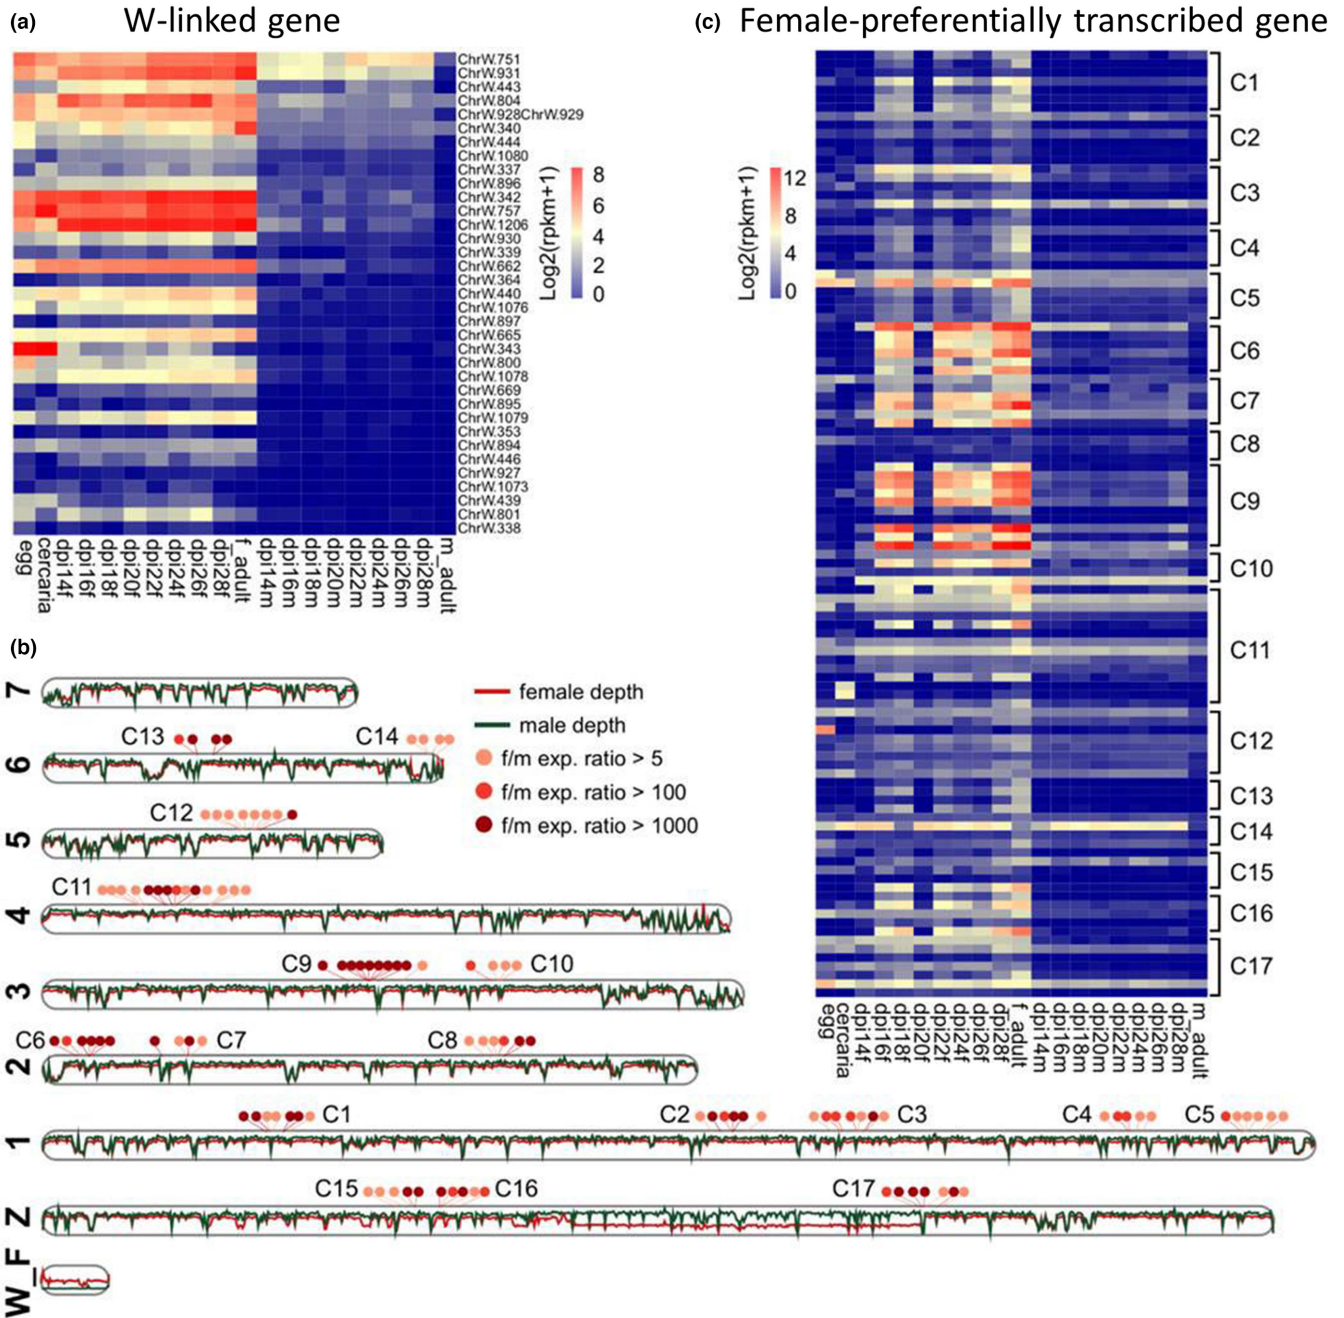 (a)
W-linked gene
ChrW.751
ChrW.931
ChrW.443
ChrW.804
ChrW.928ChrW.929
ChrW.340
ChrW.444
ChrW.1080
ChrW.337
ChrW.896
ChrW.342
ChrW.757
ChrW.1206
ChrW.930
ChrW.339
ChrW.662
ChrW.364
ChrW.440
ChrW.1076
ChrW.897
ChrW.665
ChrW.343
ChrW.800
ChrW.1078
ChrW.669
ChrW.895
ChrW.1079
ChrW.353
ChrW.894
ChrW.446
ChrW.927
ChrW.1073
ChrW.439
ChrW.801
ChrW.338
Log2(rpkm+1)
8
6
4
2
0
egg
cercaria
dpi14f
dpi16f
dpi18f
dpi20f
dpi22f
dpi24f
dpi26f
dpi28f
f_adult
dpi14m
dpi16m
dpi18m
dpi20m
dpi22m
dpi24m
dpi26m
dpi28m
m_adult
(b)
7
female depth
male depth
f/m exp. ratio > 5
f/m exp. ratio > 100
f/m exp. ratio > 1000
C13
C14
6
C12
5
C11
4
C9
C10
3
C6
C7
C8
2
C1
C2
C3
C4
C5
1
C15
C16
C17
Z
W_F
(c)
Female-preferentially transcribed gene
Log2(rpkm+1)
12
8
4
0
C1
C2
C3
C4
C5
C6
C7
C8
C9
C10
C11
C12
C13
C14
C15
C16
C17
egg
cercaria
dpi14f
dpi16f
dpi18f
dpi20f
dpi22f
dpi24f
dpi26f
dpi28f
f_adult
dpi14m
dpi16m
dpi18m
dpi20m
dpi22m
dpi24m
dpi26m
dpi28m
m_adult